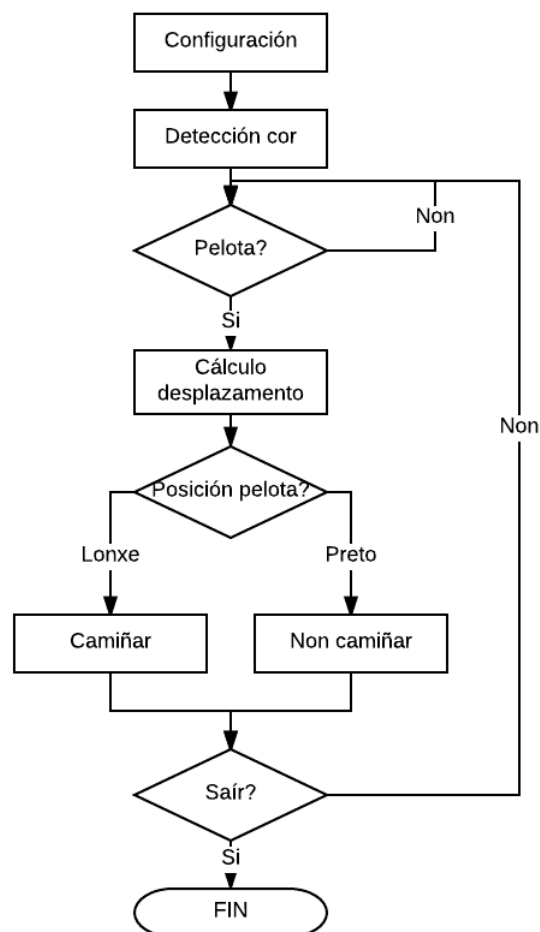 Configuración
Detección cor
Non
Pelota?
Si
Cálculo
desplazamento
Non
Posición pelota?
Lonxe
Preto
Camiñar
Non camiñar
Saír?
Si
FIN